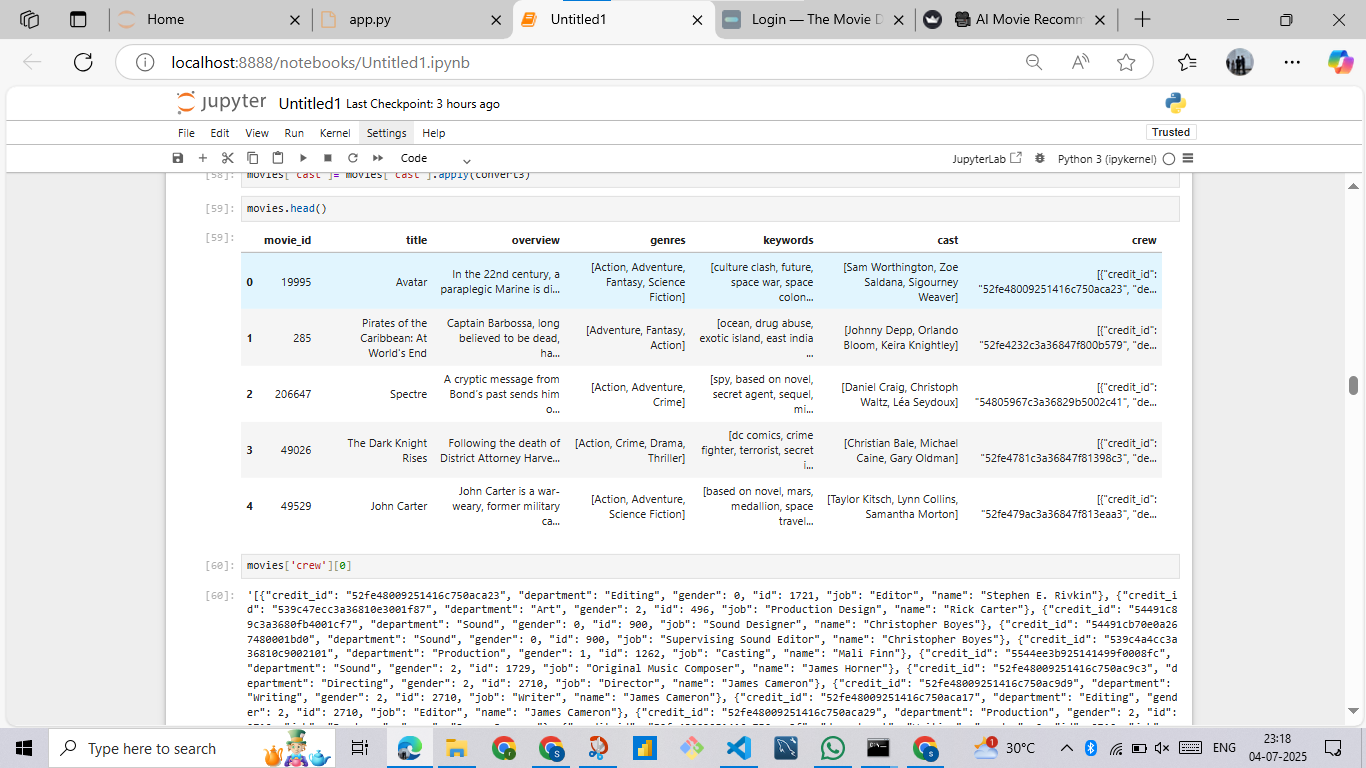 Home
app.py
Untitled1
Login — The Movie D
AI Movie Recomm
localhost:8888/notebooks/Untitled1.ipynb
jupyter Untitled1 Last Checkpoint: 3 hours ago
File Edit View Run Kernel Settings Help
Trusted
Code
JupyterLab
Python 3 (ipykernel)
[58]: movies['cast']= movies['cast'].apply(convert3)
[59]: movies.head()
[59]: movie_id title overview genres keywords cast crew
0 19995 Avatar In the 22nd century, a paraplegic Marine is di... [Action, Adventure, Fantasy, Science Fiction] [culture clash, future, space war, space colon... [Sam Worthington, Zoe Saldana, Sigourney Weaver] [{"credit_id": "52fe48009251416c750aca23", "de...
1 285 Pirates of the Caribbean: At World's End Captain Barbossa, long believed to be dead, ha... [Adventure, Fantasy, Action] [ocean, drug abuse, exotic island, east india ... [Johnny Depp, Orlando Bloom, Keira Knightley] [{"credit_id": "52fe4232c3a36847f800b579", "de...
2 206647 Spectre A cryptic message from Bond's past sends him o... [Action, Adventure, Crime] [spy, based on novel, secret agent, sequel, mi... [Daniel Craig, Christoph Waltz, Léa Seydoux] [{"credit_id": "54805967c3a36829b5002c41", "de...
3 49026 The Dark Knight Rises Following the death of District Attorney Harve... [Action, Crime, Drama, Thriller] [dc comics, crime fighter, terrorist, secret i... [Christian Bale, Michael Caine, Gary Oldman] [{"credit_id": "52fe4781c3a36847f81398c3", "de...
4 49529 John Carter John Carter is a war-weary, former military ca... [Action, Adventure, Science Fiction] [based on novel, mars, medallion, space travel... [Taylor Kitsch, Lynn Collins, Samantha Morton] [{"credit_id": "52fe479ac3a36847f813eaa3", "de...
[60]: movies['crew'][0]
[60]: '[{"credit_id": "52fe48009251416c750aca23", "department": "Editing", "gender": 0, "id": 1721, "job": "Editor", "name": "Stephen E. Rivkin"}, {"credit_i
d": "539c47ecc3a36810e3001f87", "department": "Art", "gender": 2, "id": 496, "job": "Production Design", "name": "Rick Carter"}, {"credit_id": "54491c8
9c3a3680fb4001cf7", "department": "Sound", "gender": 0, "id": 900, "job": "Sound Designer", "name": "Christopher Boyes"}, {"credit_id": "54491cb70e0a26
7480001bd0", "department": "Sound", "gender": 0, "id": 900, "job": "Supervising Sound Editor", "name": "Christopher Boyes"}, {"credit_id": "539c4a4cc3a
36810c9002101", "department": "Production", "gender": 1, "id": 1262, "job": "Casting", "name": "Mali Finn"}, {"credit_id": "5544ee3b925141499f0008fc",
"department": "Sound", "gender": 2, "id": 1729, "job": "Original Music Composer", "name": "James Horner"}, {"credit_id": "52fe48009251416c750ac9c3", "d
epartment": "Directing", "gender": 2, "id": 2710, "job": "Director", "name": "James Cameron"}, {"credit_id": "52fe48009251416c750ac9d9", "department":
"Writing", "gender": 2, "id": 2710, "job": "Writer", "name": "James Cameron"}, {"credit_id": "52fe48009251416c750aca17", "department": "Editing", "gend
er": 2, "id": 2710, "job": "Editor", "name": "James Cameron"}, {"credit_id": "52fe48009251416c750aca29", "department": "Production", "gender": 2, "id":
Type here to search
30°C
ENG
23:18
04-07-2025